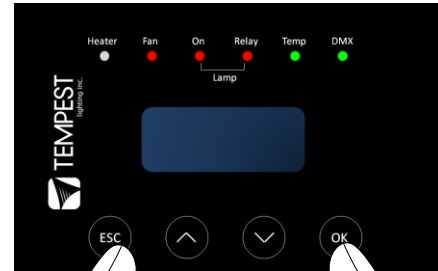 Heater Fan On Relay Temp DMX
Lamp
TEMPEST
lighting inc.
ESC OK